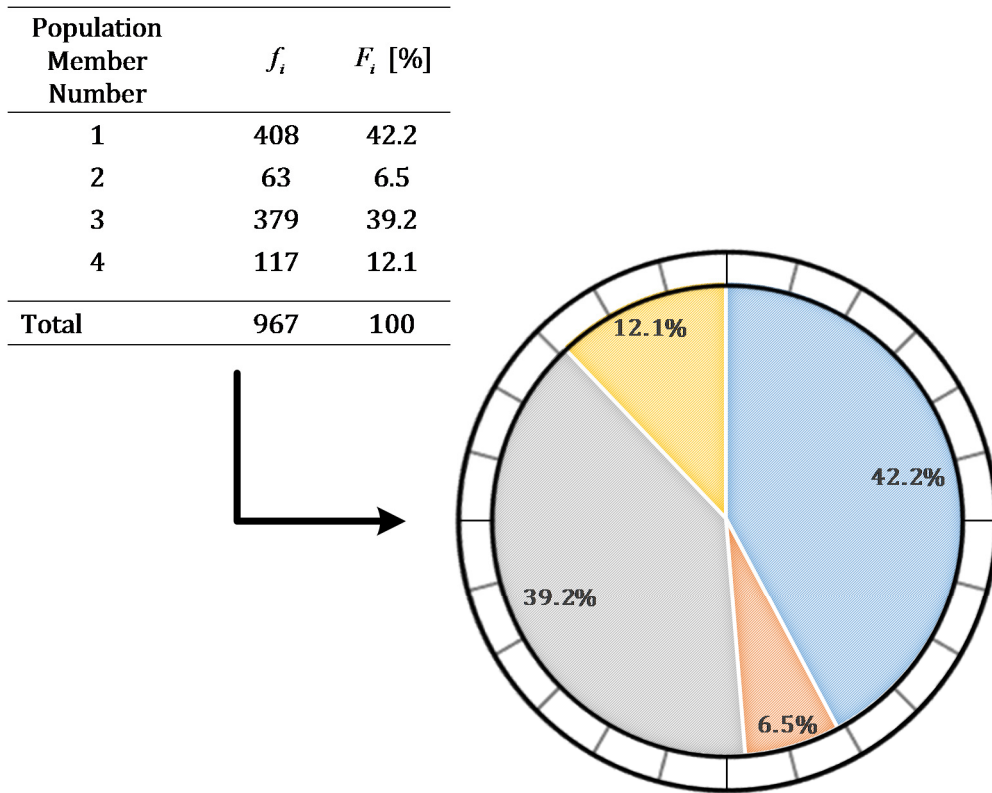 Population
Member
Number
f_i F_i [%]
1 408 42.2
2 63 6.5
3 379 39.2
4 117 12.1
Total 967 100
12.1%
42.2%
39.2%
6.5%